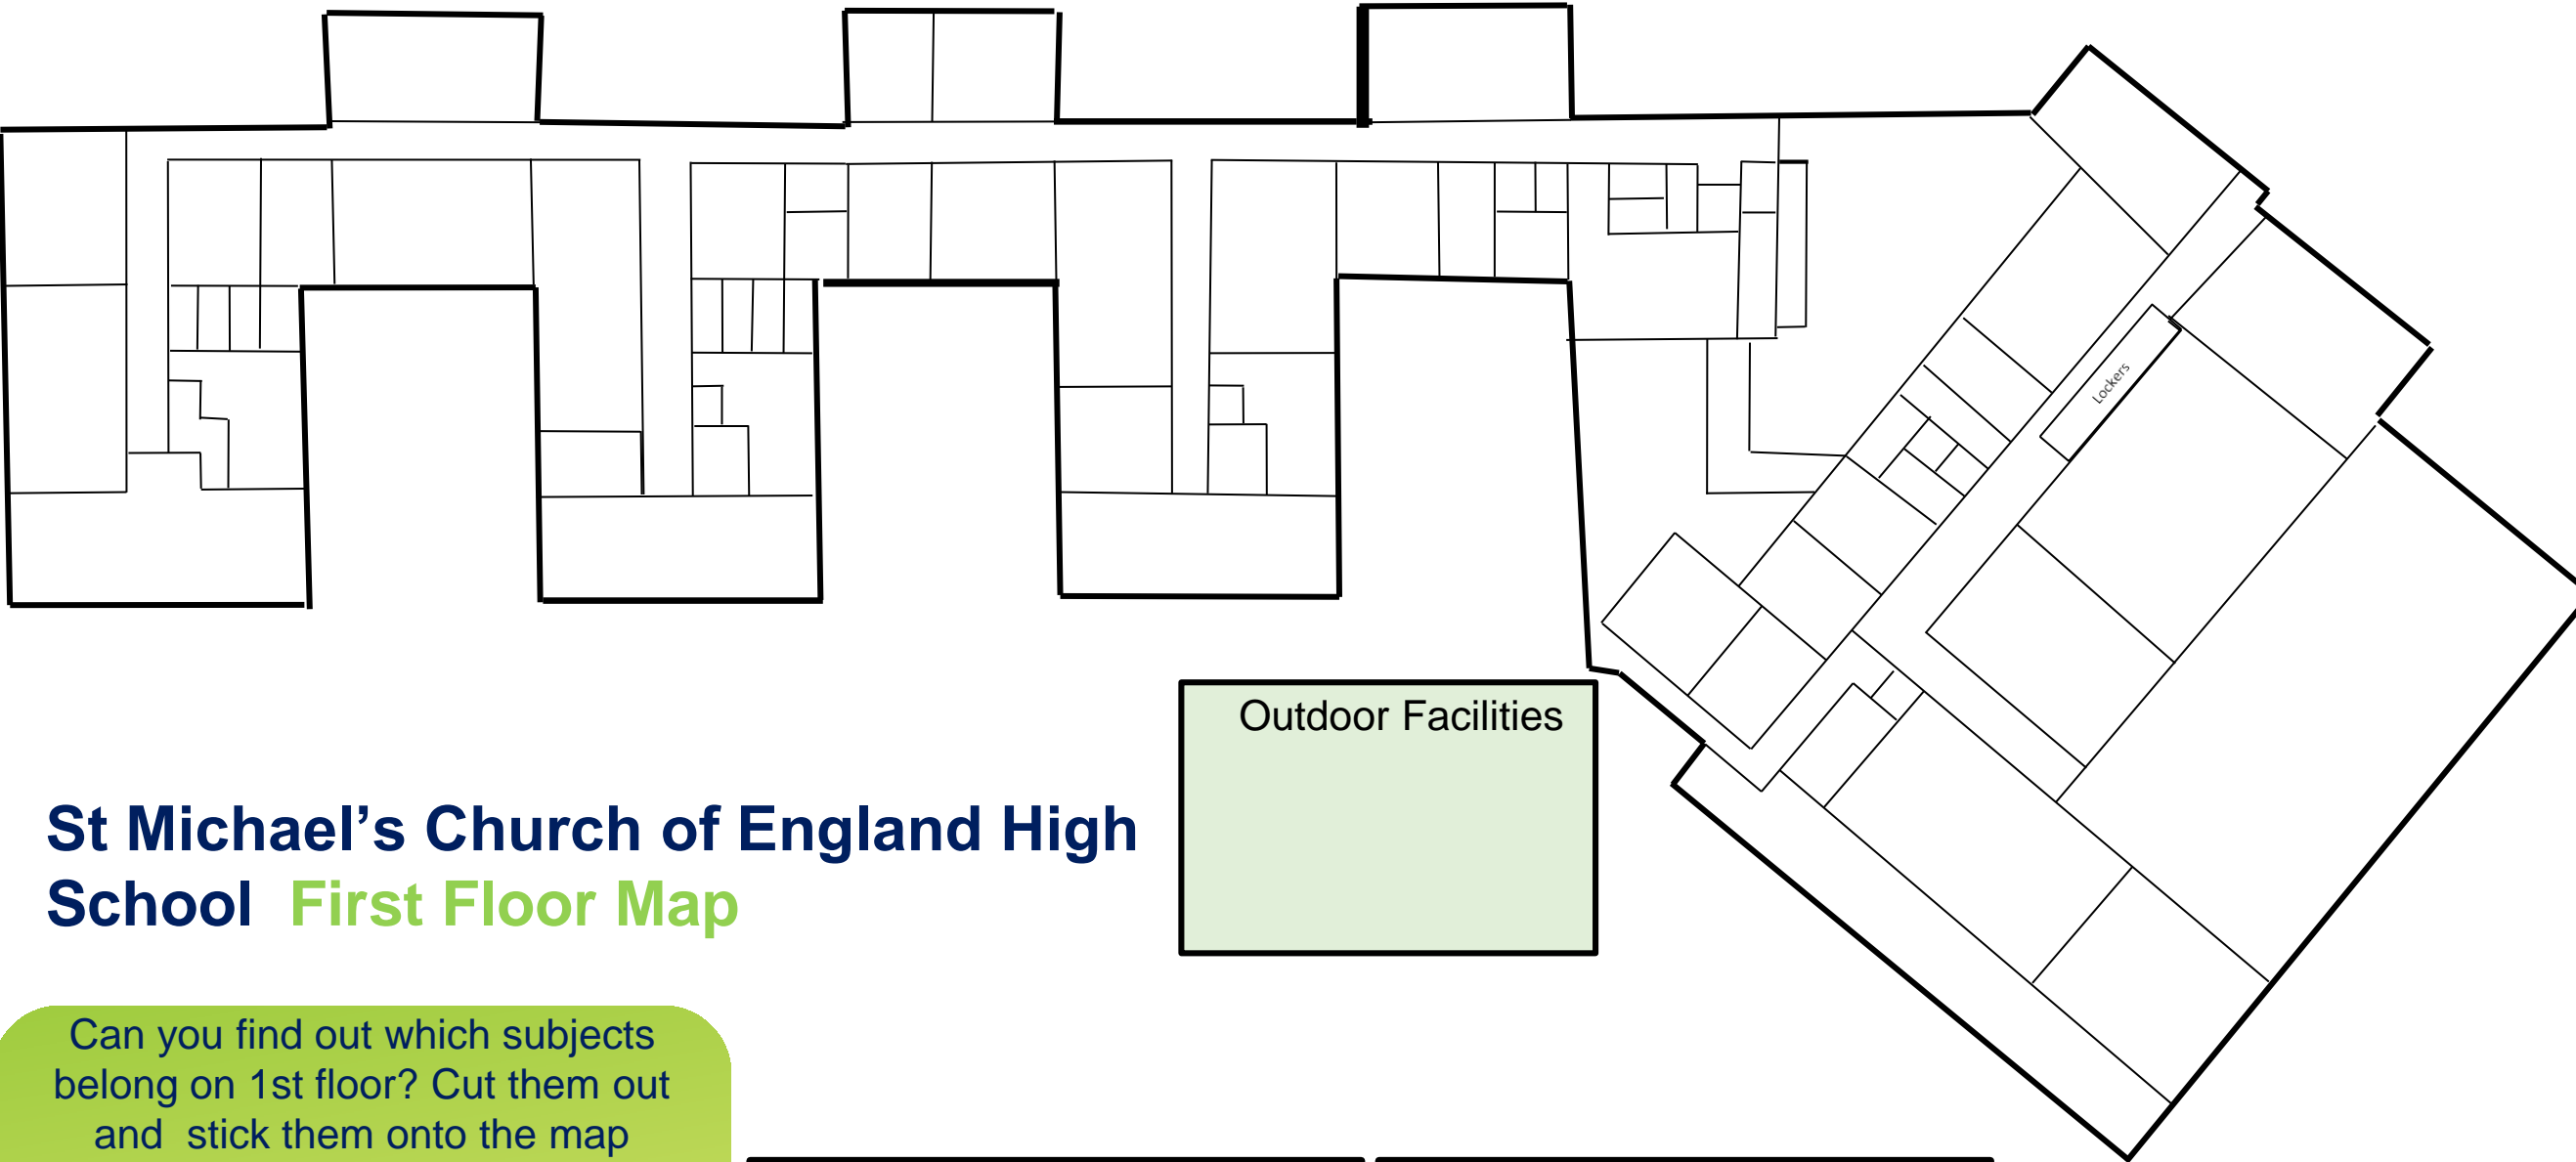 Lockers
Outdoor Facilities
St Michael’s Church of England High
School First Floor Map
Can you find out which subjects
belong on 1st floor? Cut them out
and stick them onto the map